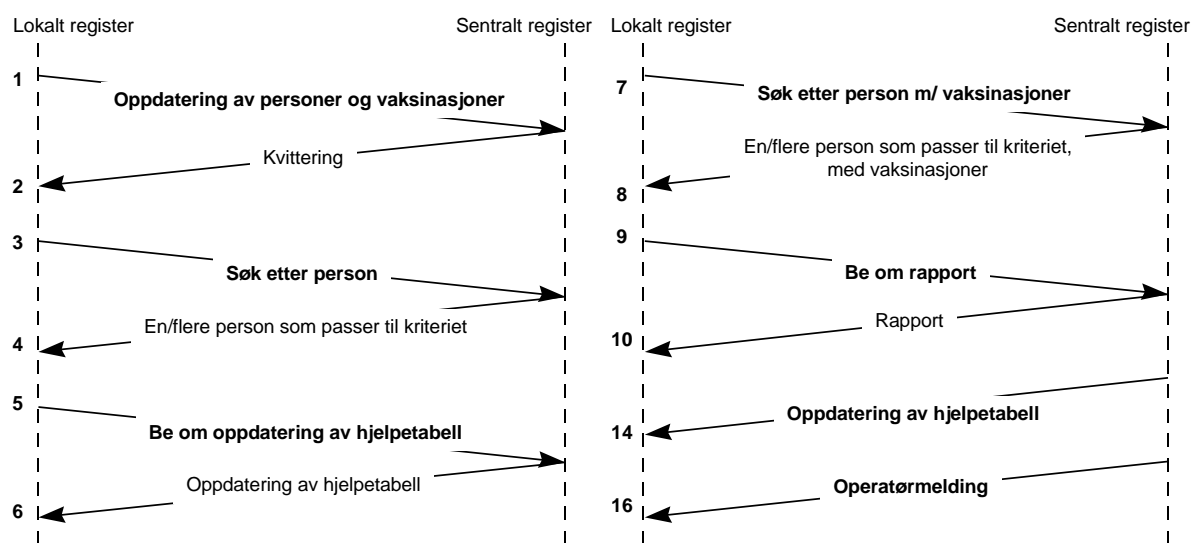 Lokalt register
Sentralt register
1
Oppdatering av personer og vaksinasjoner
Kvittering
2
3
Søk etter person
En/flere person som passer til kriteriet
4
5
Be om oppdatering av hjelpetabell
Oppdatering av hjelpetabell
6
Lokalt register
Sentralt register
7
Søk etter person m/ vaksinasjoner
En/flere person som passer til kriteriet,
med vaksinasjoner
8
9
Be om rapport
Rapport
10
Oppdatering av hjelpetabell
14
Operatørmelding
16